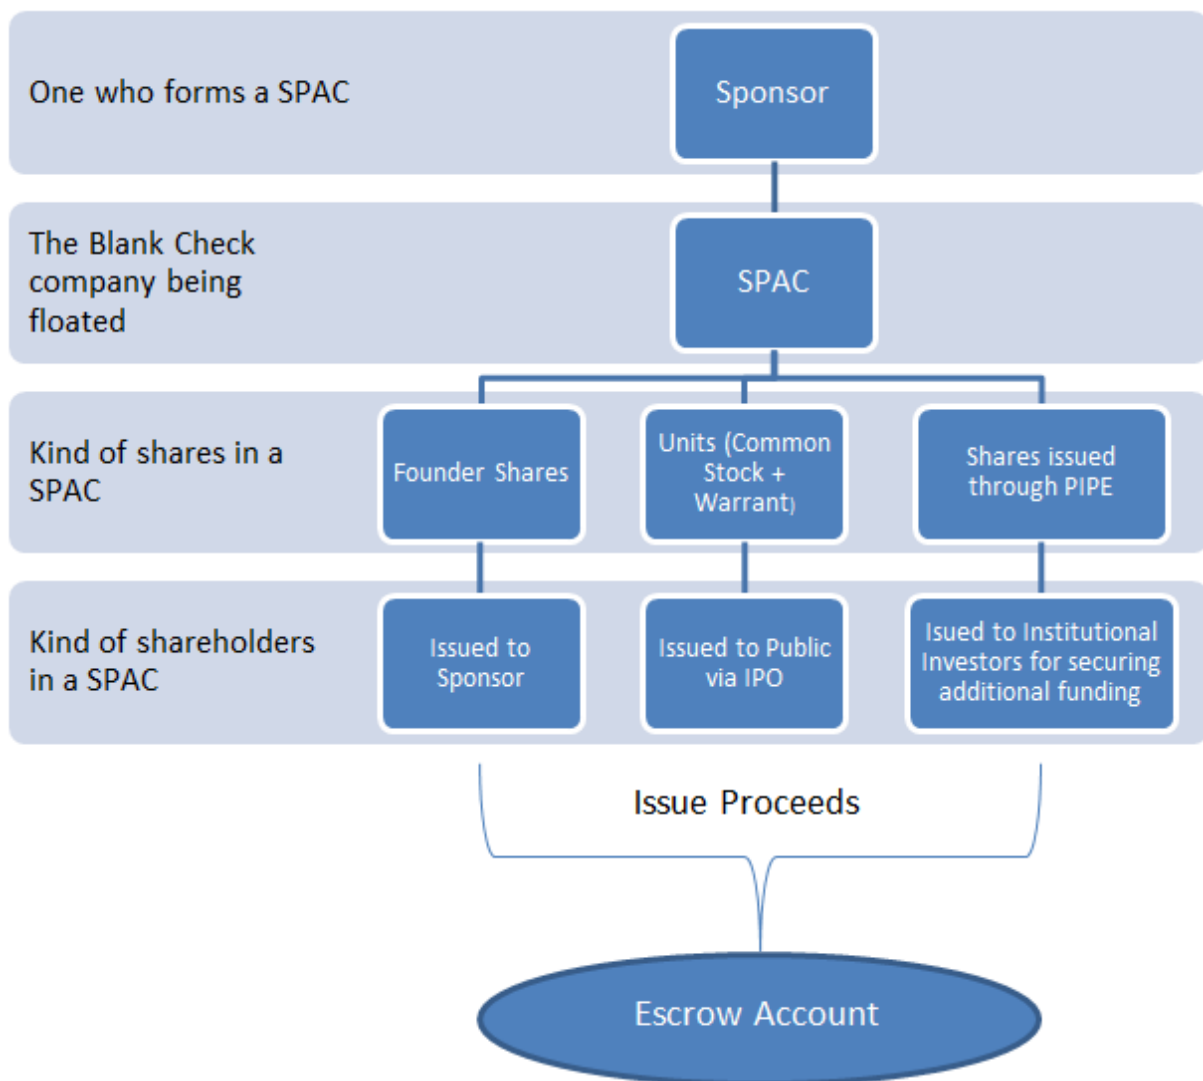 One who forms a SPAC
Sponsor
The Blank Check
company being
floated
SPAC
Kind of shares in a
SPAC
Founder Shares
Units (Common
Stock +
Warrant)
Shares issued
through PIPE
Kind of shareholders
in a SPAC
Issued to
Sponsor
Issued to Public
via IPO
Isued to Institutional
Investors for securing
additional funding
Issue Proceeds
Escrow Account